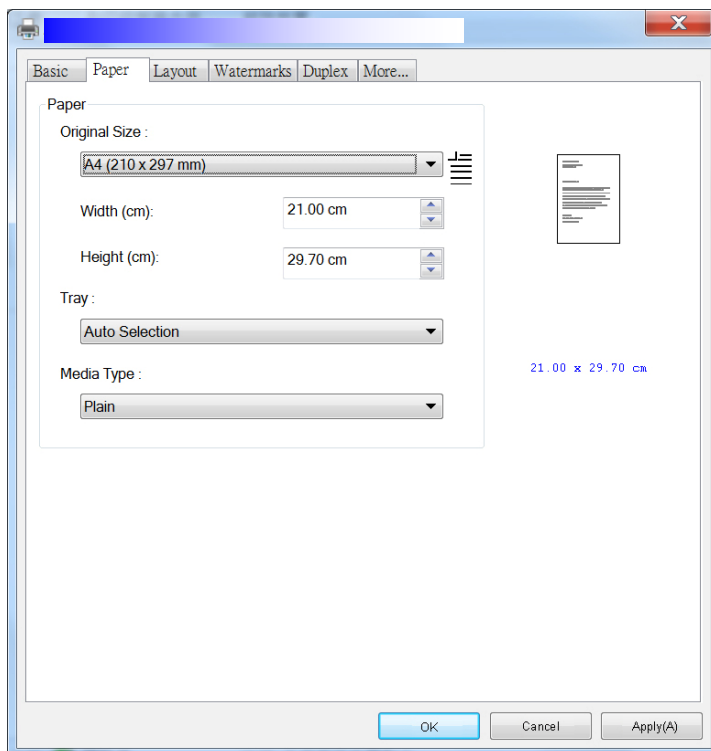 Basic Paper Layout Watermarks Duplex More...
Paper
Original Size :
A4 (210 x 297 mm)
Width (cm): 21.00 cm
Height (cm): 29.70 cm
Tray :
Auto Selection
Media Type :
Plain
21.00 x 29.70 cm
OK Cancel Apply(A)